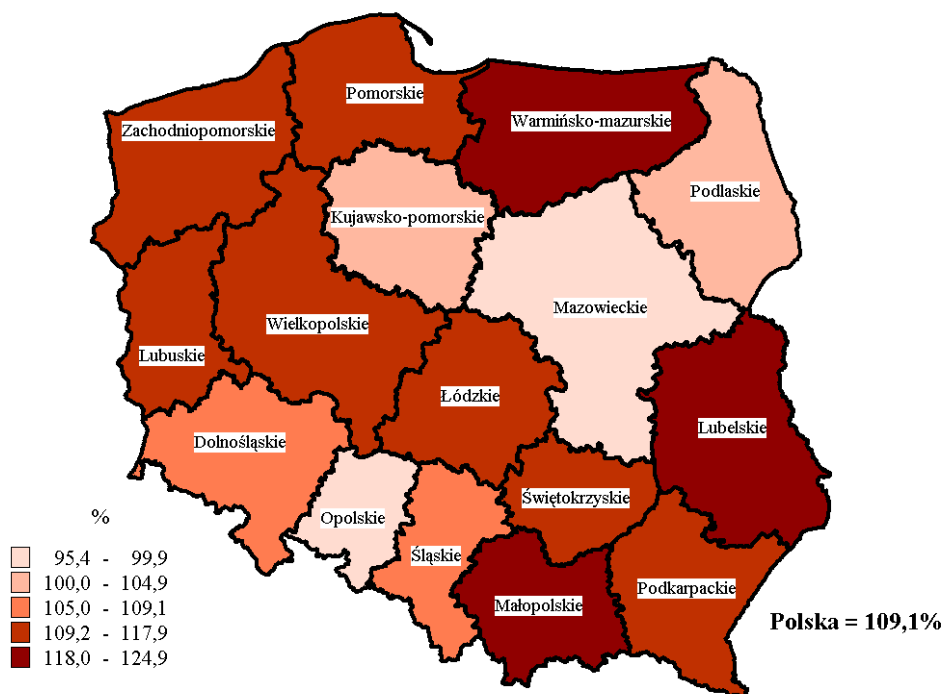 Pomorskie
Warmińsko-mazurskie
Zachodniopomorskie
Podlaskie
Kujawsko-pomorskie
Mazowieckie
Wielkopolskie
Lubuskie
Łódzkie
Lubelskie
Dolnośląskie
Świętokrzyskie
Opolskie
Śląskie
Podkarpackie
Małopolskie
%
95,4 - 99,9
100,0 - 104,9
105,0 - 109,1
109,2 - 117,9
118,0 - 124,9
Polska = 109,1%